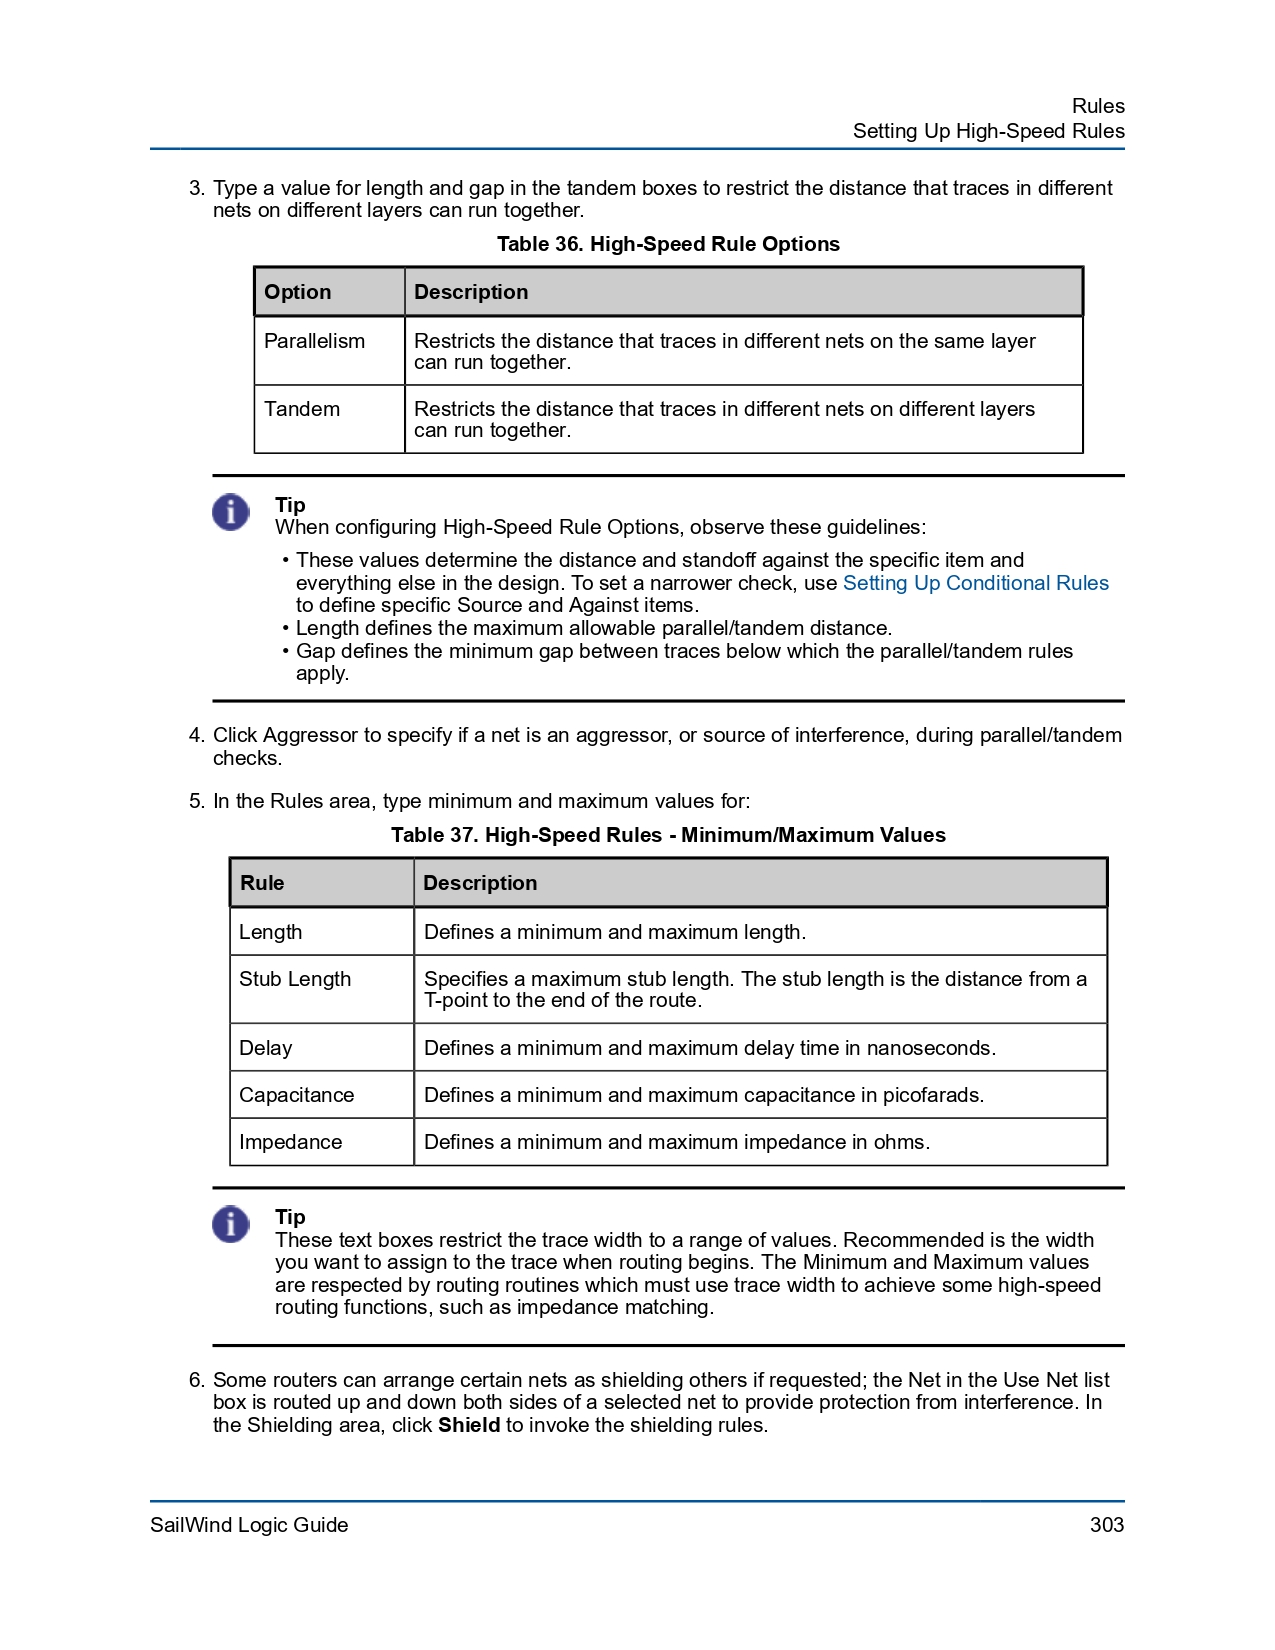 Rules
Setting Up High-Speed Rules
3. Type a value for length and gap in the tandem boxes to restrict the distance that traces in different
nets on different layers can run together.
Table 36. High-Speed Rule Options
Option Description
Parallelism Restricts the distance that traces in different nets on the same layer
can run together.
Tandem Restricts the distance that traces in different nets on different layers
can run together.
Tip
When configuring High-Speed Rule Options, observe these guidelines:
• These values determine the distance and standoff against the specific item and
everything else in the design. To set a narrower check, use Setting Up Conditional Rules
to define specific Source and Against items.
• Length defines the maximum allowable parallel/tandem distance.
• Gap defines the minimum gap between traces below which the parallel/tandem rules
apply.
4. Click Aggressor to specify if a net is an aggressor, or source of interference, during parallel/tandem
checks.
5. In the Rules area, type minimum and maximum values for:
Table 37. High-Speed Rules - Minimum/Maximum Values
Rule Description
Length Defines a minimum and maximum length.
Stub Length Specifies a maximum stub length. The stub length is the distance from a
T-point to the end of the route.
Delay Defines a minimum and maximum delay time in nanoseconds.
Capacitance Defines a minimum and maximum capacitance in picofarads.
Impedance Defines a minimum and maximum impedance in ohms.
Tip
These text boxes restrict the trace width to a range of values. Recommended is the width
you want to assign to the trace when routing begins. The Minimum and Maximum values
are respected by routing routines which must use trace width to achieve some high-speed
routing functions, such as impedance matching.
6. Some routers can arrange certain nets as shielding others if requested; the Net in the Use Net list
box is routed up and down both sides of a selected net to provide protection from interference. In
the Shielding area, click Shield to invoke the shielding rules.
SailWind Logic Guide 303